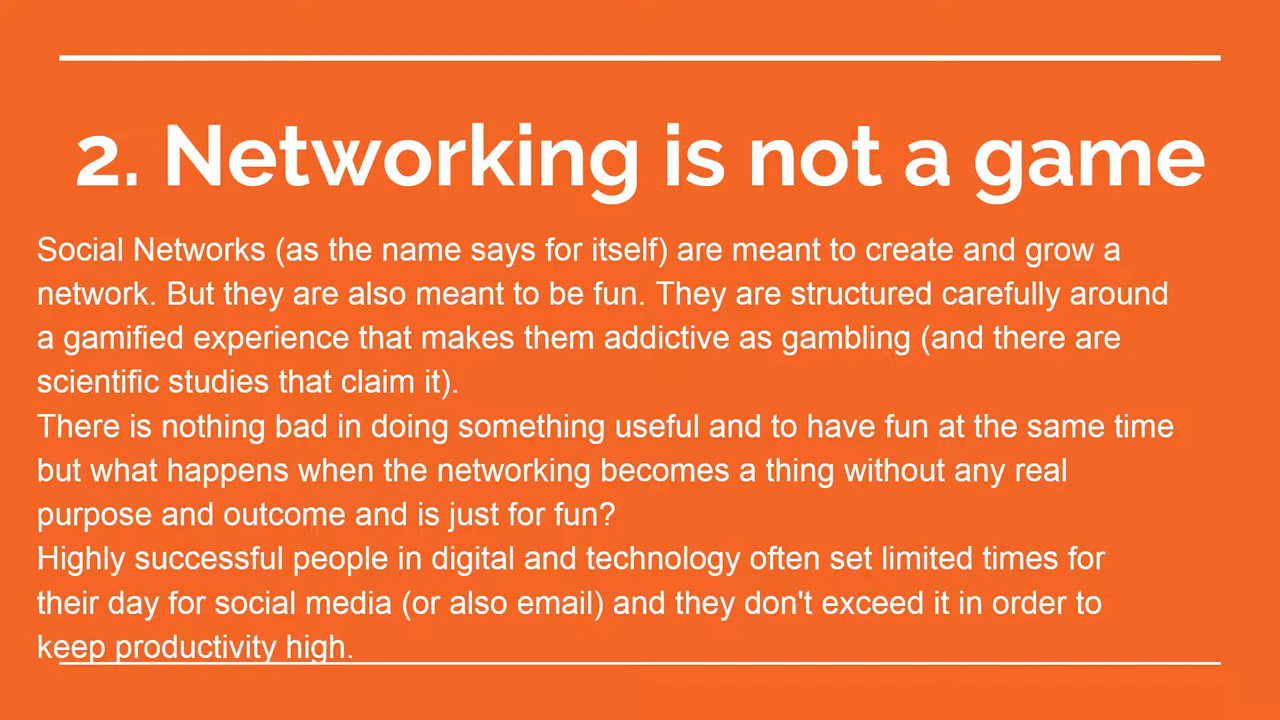 2. Networking is not a game
Social Networks (as the name says for itself) are meant to create and grow a
network. But they are also meant to be fun. They are structured carefully around
a gamified experience that makes them addictive as gambling (and there are
scientific studies that claim it).
There is nothing bad in doing something useful and to have fun at the same time
but what happens when the networking becomes a thing without any real
purpose and outcome and is just for fun?
Highly successful people in digital and technology often set limited times for
their day for social media (or also email) and they don't exceed it in order to
keep productivity high.